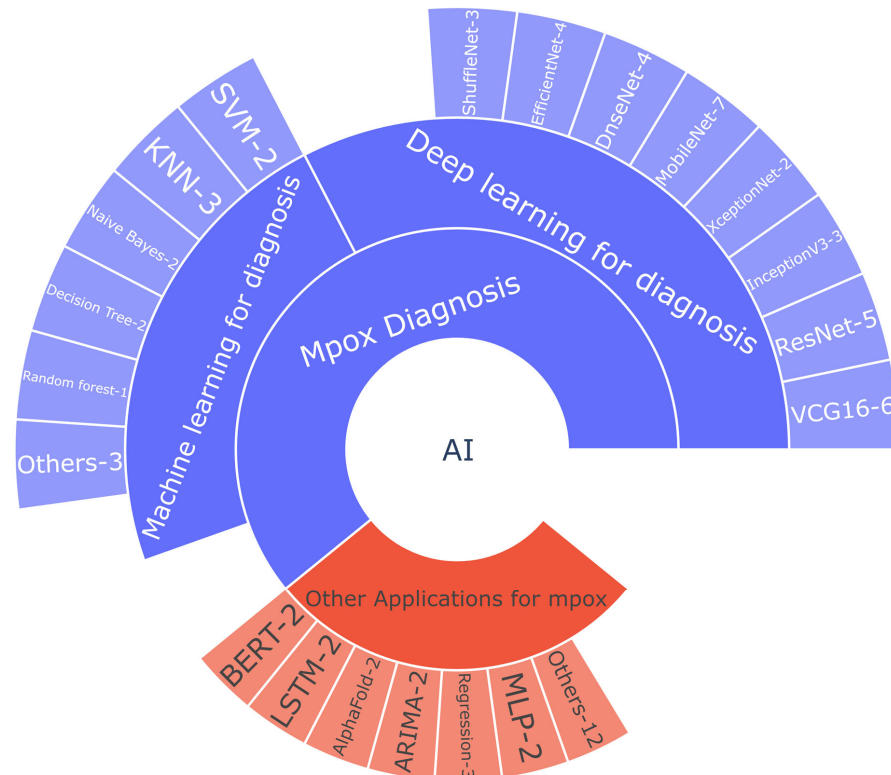 AI
Mpox Diagnosis
Deep learning for diagnosis
ShuffleNet-3
EfficientNet-4
DnseNet-4
MobileNet-7
XceptionNet-2
InceptionV3-3
ResNet-5
VCG16-6
Machine learning for diagnosis
SVM-2
KNN-3
Naive Bayes-2
Decision Tree-2
Random forest-1
Others-3
Other Applications for mpox
BERT-2
LSTM-2
AlphaFold-2
ARIMA-2
Regression-3
MLP-2
Others-12